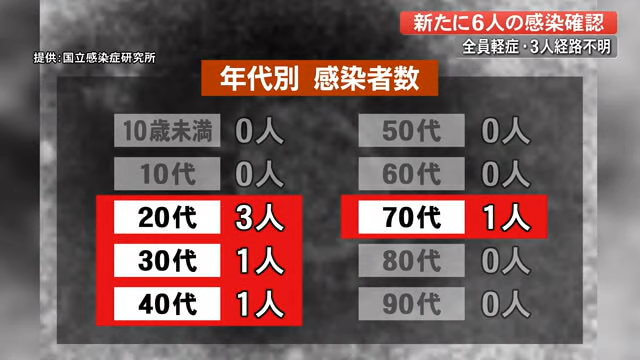 新たに6人の感染確認
全員軽症・3人経路不明
提供:国立感染症研究所
年代別 感染者数
10歳未満 0人
10代 0人
20代 3人
30代 1人
40代 1人
50代 0人
60代 0人
70代 1人
80代 0人
90代 0人